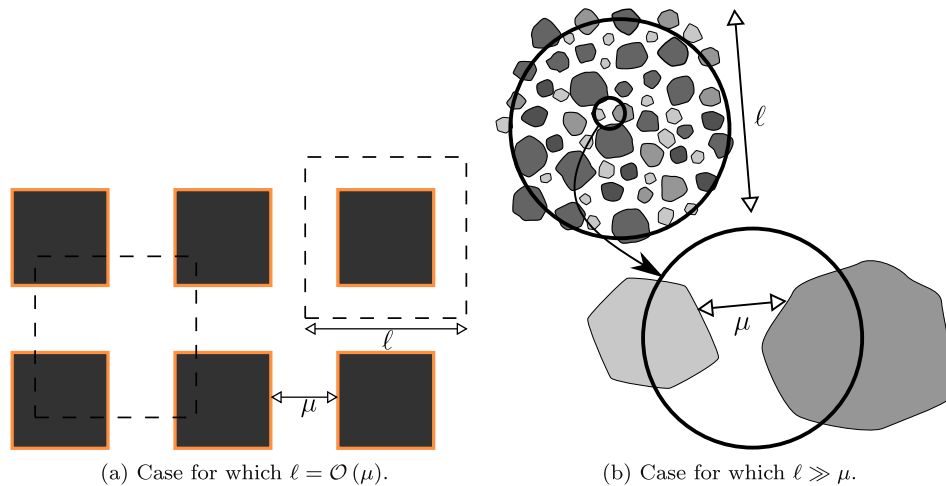 ℓ
μ
(a) Case for which ℓ = 𝒪 (μ).
ℓ
μ
(b) Case for which ℓ ≫ μ.